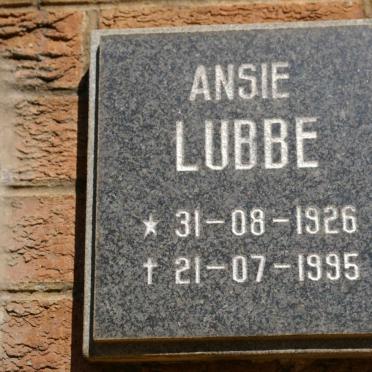 ANSIE
LUBBE
★ 31-08-1926
† 21-07-1995